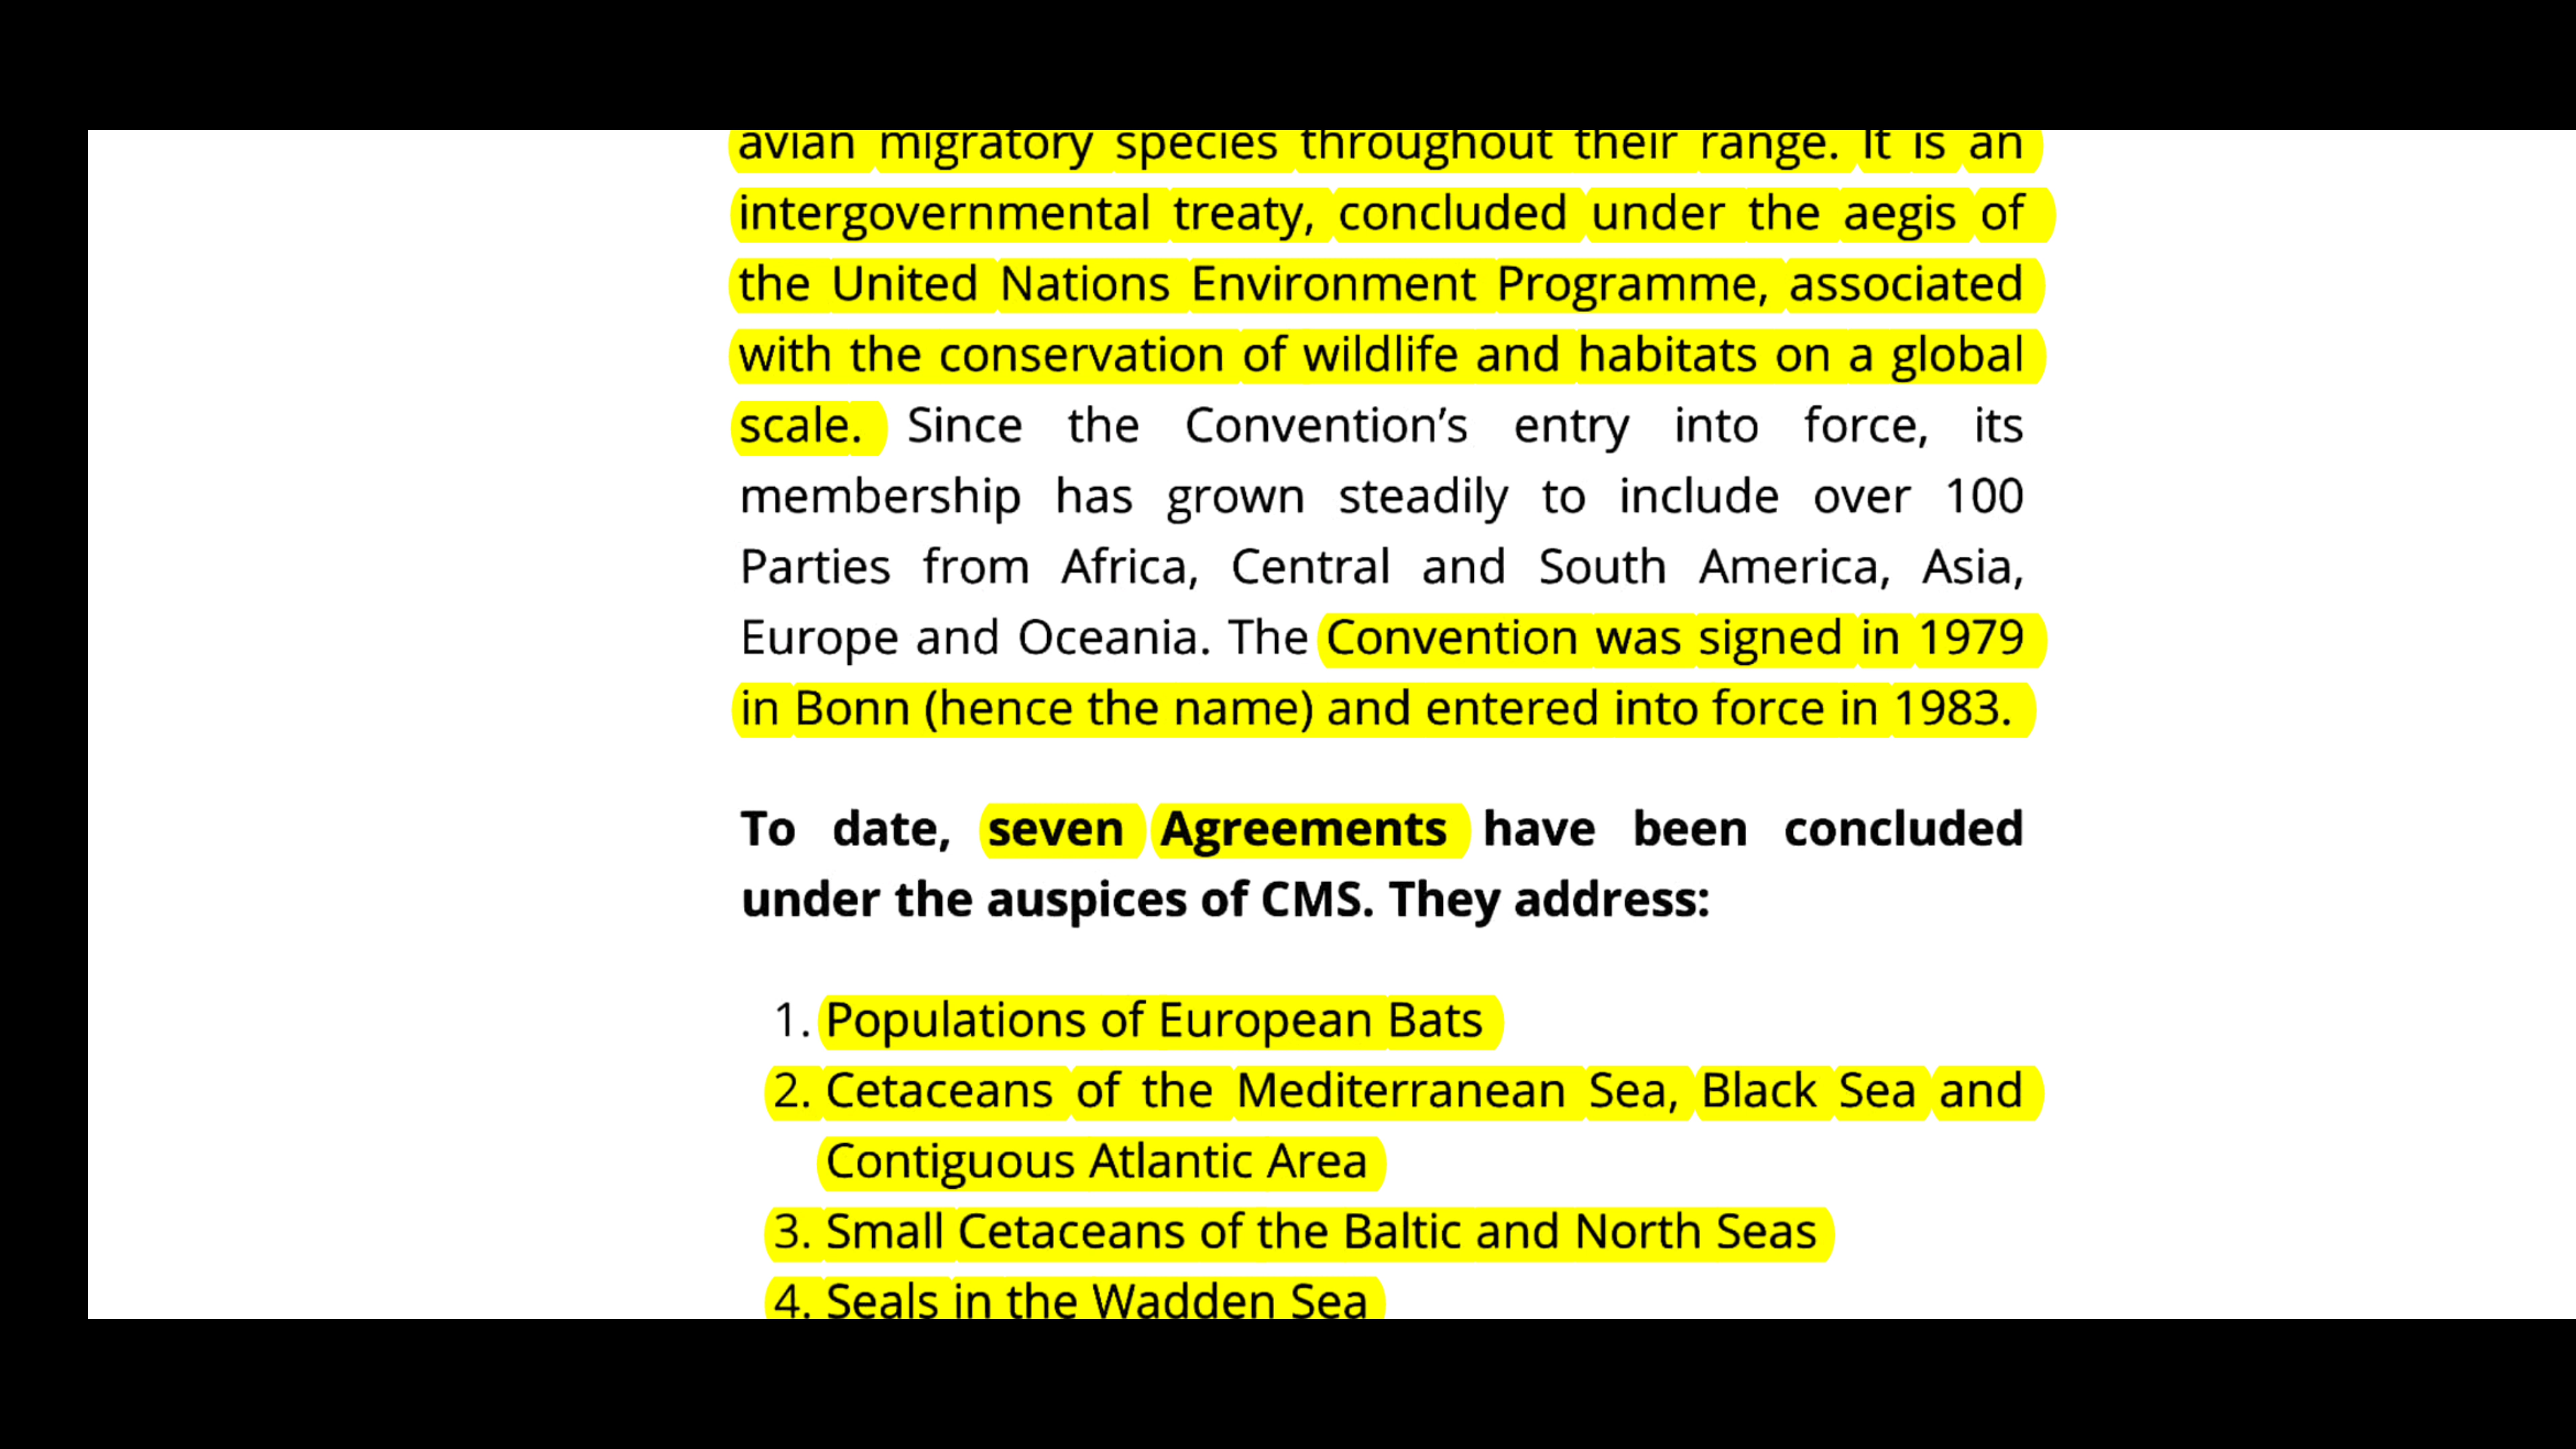 avian migratory species throughout their range. It is an
intergovernmental treaty, concluded under the aegis of
the United Nations Environment Programme, associated
with the conservation of wildlife and habitats on a global
scale. Since the Convention’s entry into force, its
membership has grown steadily to include over 100
Parties from Africa, Central and South America, Asia,
Europe and Oceania. The Convention was signed in 1979
in Bonn (hence the name) and entered into force in 1983.
To date, seven Agreements have been concluded
under the auspices of CMS. They address:
1. Populations of European Bats
2. Cetaceans of the Mediterranean Sea, Black Sea and
Contiguous Atlantic Area
3. Small Cetaceans of the Baltic and North Seas
4. Seals in the Wadden Sea